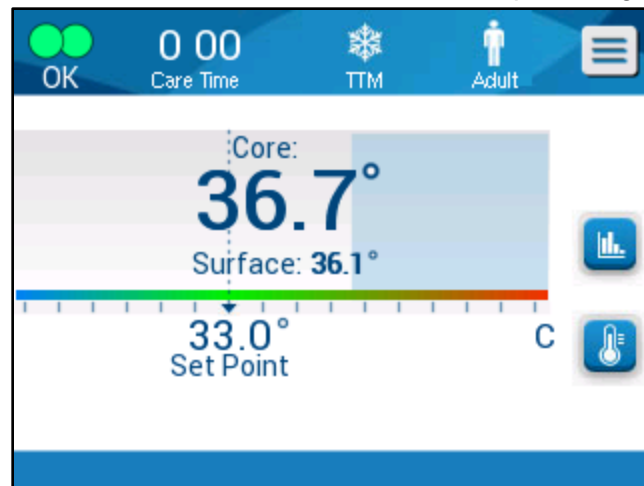 OK
0 00
Care Time
TTM
Adult
Core:
36.7°
Surface: 36.1°
33.0°
Set Point
C